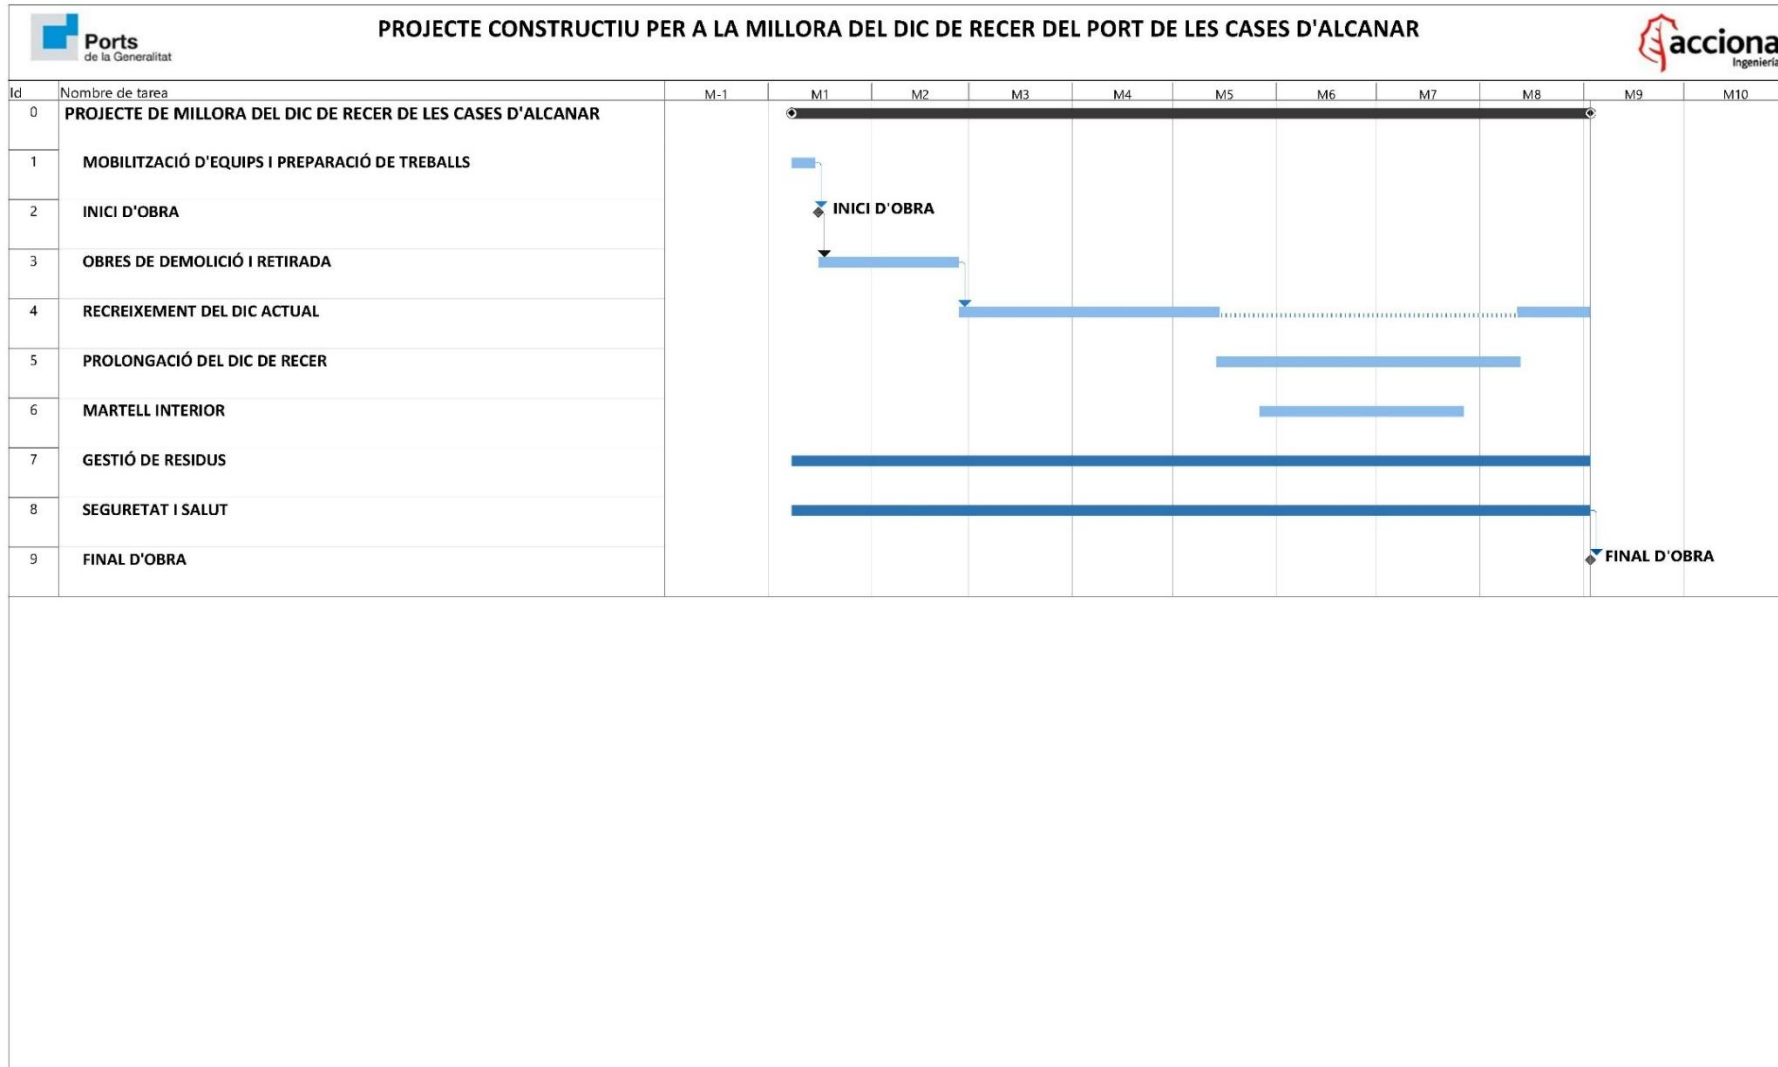 Ports
de la Generalitat
PROJECTE CONSTRUCTIU PER A LA MILLORA DEL DIC DE RECER DEL PORT DE LES CASES D'ALCANAR
acciona
Ingeniería
Id Nombre de tarea M-1 M1 M2 M3 M4 M5 M6 M7 M8 M9 M10
0 PROJECTE DE MILLORA DEL DIC DE RECER DE LES CASES D'ALCANAR
1 MOBILITZACIÓ D'EQUIPS I PREPARACIÓ DE TREBALLS
2 INICI D'OBRA INICI D'OBRA
3 OBRES DE DEMOLICIÓ I RETIRADA
4 RECREIXEMENT DEL DIC ACTUAL
5 PROLONGACIÓ DEL DIC DE RECER
6 MARTELL INTERIOR
7 GESTIÓ DE RESIDUS
8 SEGURETAT I SALUT
9 FINAL D'OBRA FINAL D'OBRA